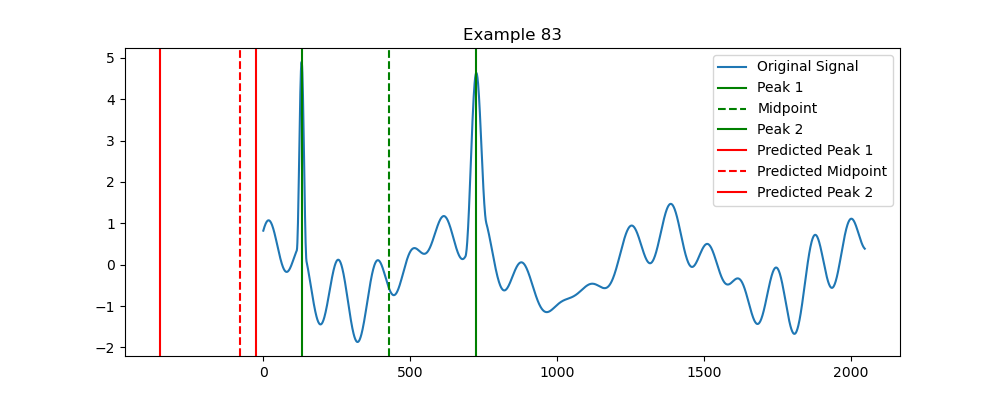 Example 83
Original Signal
Peak 1
Midpoint
Peak 2
Predicted Peak 1
Predicted Midpoint
Predicted Peak 2
5
4
3
2
1
0
−1
−2
0 500 1000 1500 2000